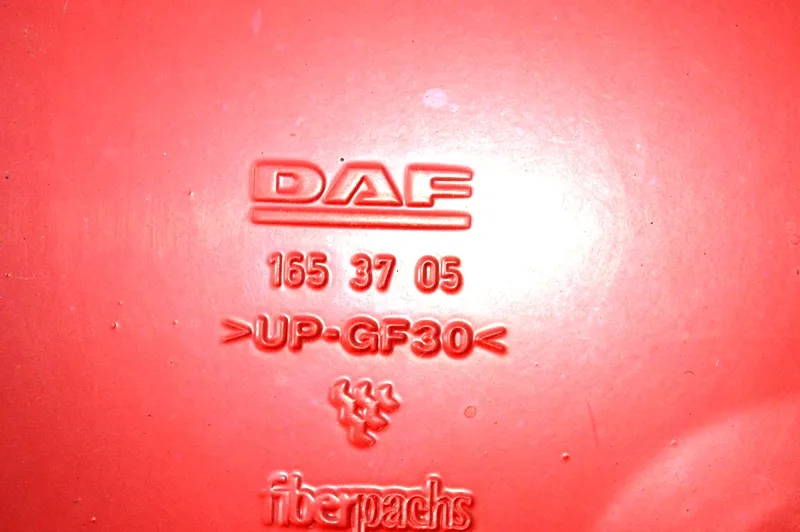 DAF
165 37 05
>UP-GF30<
fiberpachs